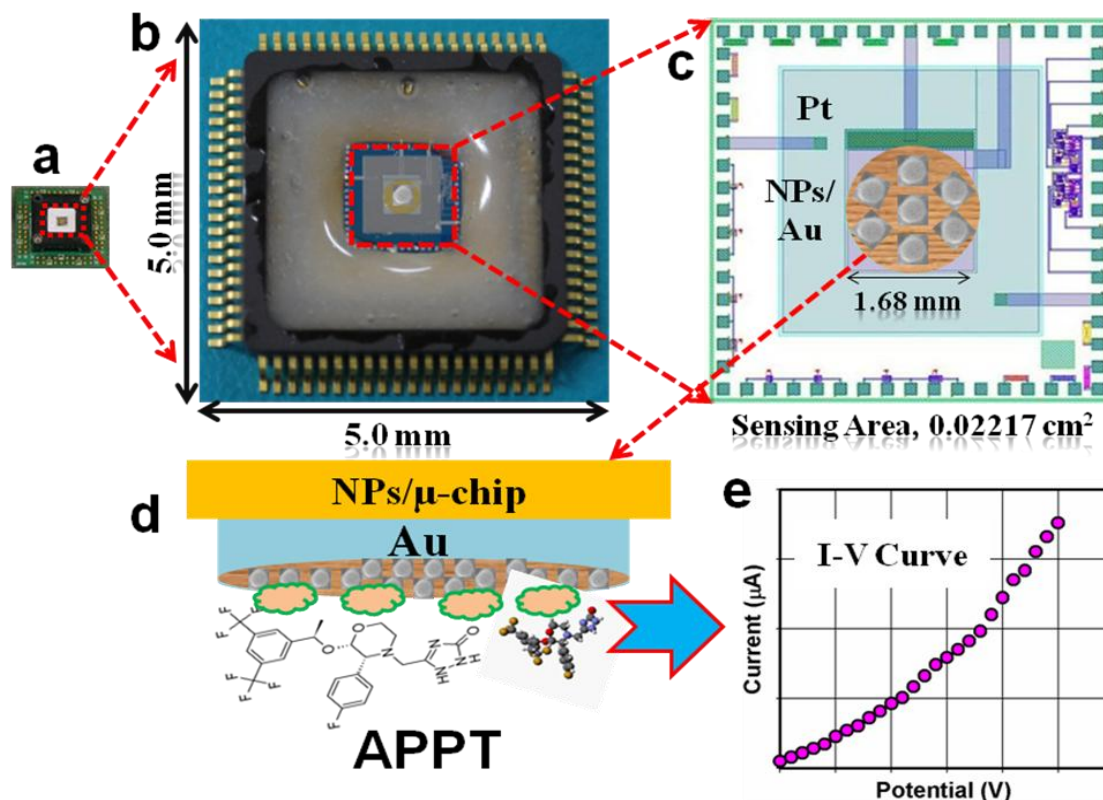 a
b
5.0 mm
5.0 mm
c
Pt
NPs/
Au
1.68 mm
Sensing Area, 0.02217 cm²
d
NPs/μ-chip
Au
F
F
F
F
F
F
O
O
N
N
O
NH
N
H
F
APPT
e
I-V Curve
Current (μA)
Potential (V)